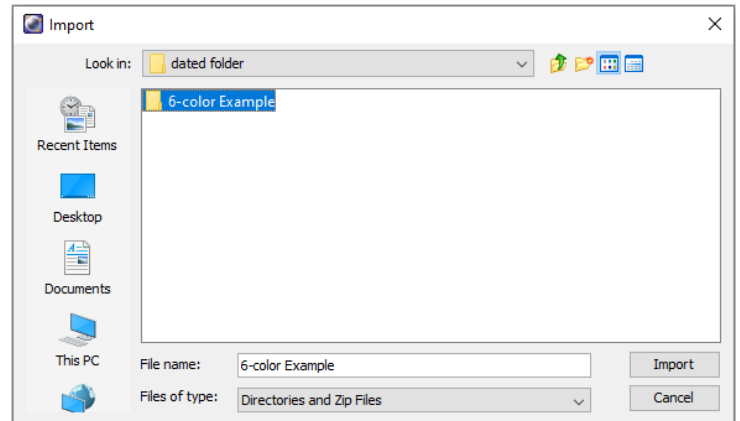 Import
Look in: dated folder
6-color Example
Recent Items
Desktop
Documents
This PC
File name: 6-color Example Import
Files of type: Directories and Zip Files Cancel